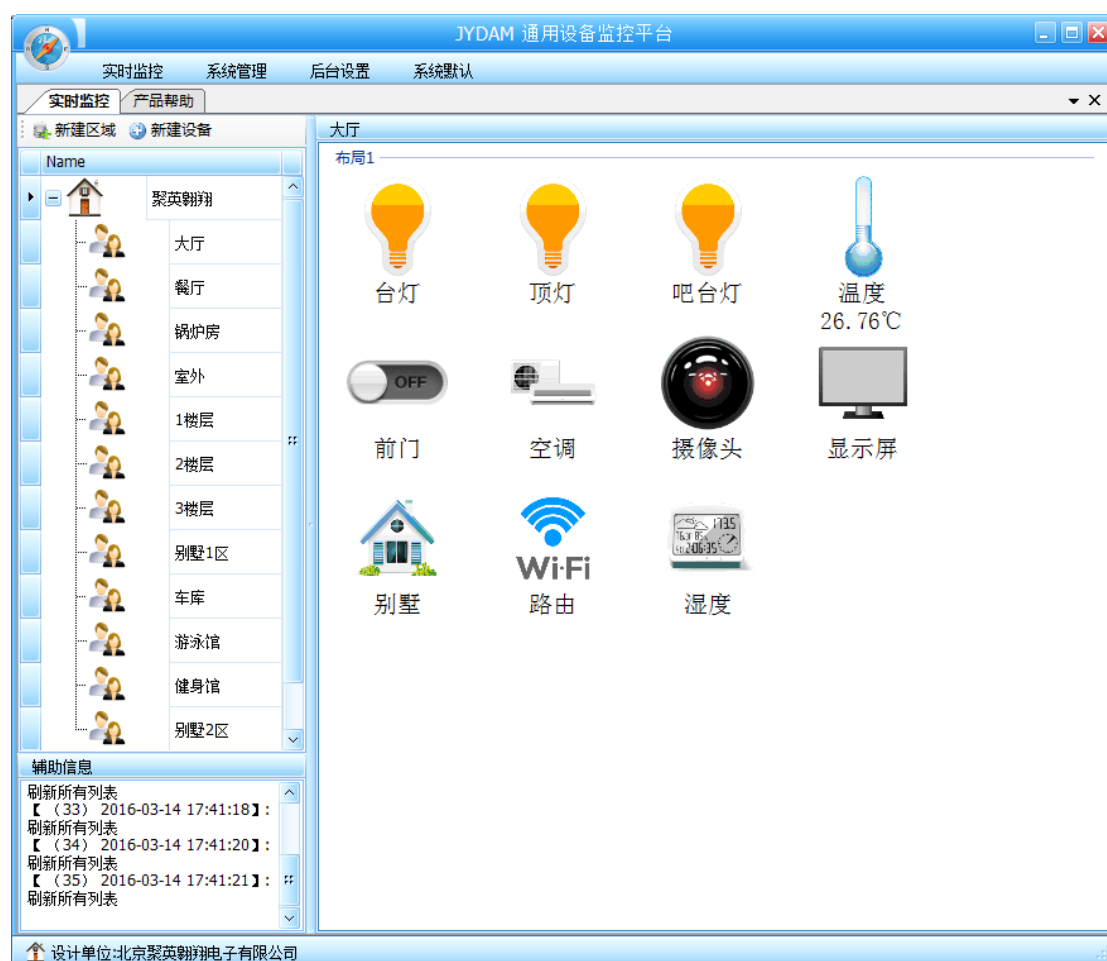 JYDAM 通用设备监控平台
实时监控 系统管理 后台设置 系统默认
实时监控 产品帮助
新建区域 新建设备
Name
聚英翱翔
大厅
餐厅
锅炉房
室外
1楼层
2楼层
3楼层
别墅1区
车库
游泳馆
健身馆
别墅2区
辅助信息
刷新所有列表
【 （33） 2016-03-14 17:41:18】:
刷新所有列表
【 （34） 2016-03-14 17:41:20】:
刷新所有列表
【 （35） 2016-03-14 17:41:21】:
刷新所有列表
大厅
布局1
台灯 顶灯 吧台灯 温度
26.76℃
OFF
前门 空调 摄像头 显示屏
Wi-Fi
别墅 路由 湿度
设计单位:北京聚英翱翔电子有限公司